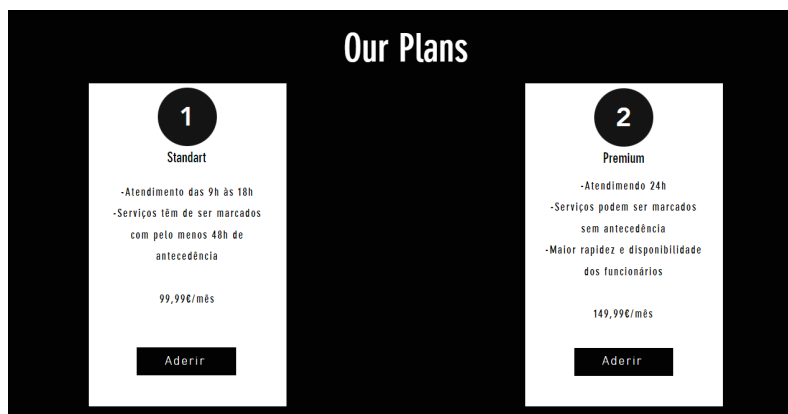 Our Plans
1
Standart
-Atendimento das 9h às 18h
-Serviços têm de ser marcados
com pelo menos 48h de
antecedência
99,99€/mês
Aderir
2
Premium
-Atendimendo 24h
-Serviços podem ser marcados
sem antecedência
-Maior rapidez e disponibilidade
dos funcionários
149,99€/mês
Aderir